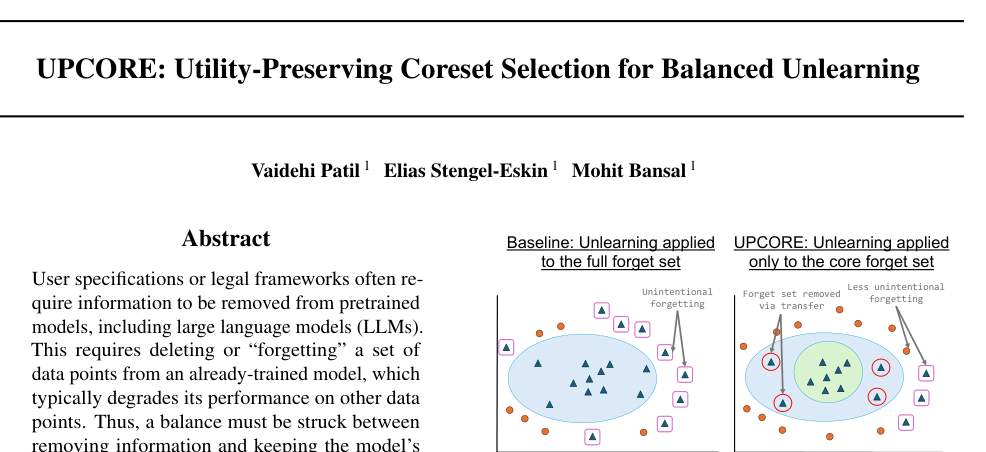 UPCORE: Utility-Preserving Coreset Selection for Balanced Unlearning
Vaidehi Patil 1 Elias Stengel-Eskin 1 Mohit Bansal 1
Abstract
User specifications or legal frameworks often re-
quire information to be removed from pretrained
models, including large language models (LLMs).
This requires deleting or “forgetting” a set of
data points from an already-trained model, which
typically degrades its performance on other data
points. Thus, a balance must be struck between
removing information and keeping the model’s
Baseline: Unlearning applied
to the full forget set
Unintentional
forgetting
UPCORE: Unlearning applied
only to the core forget set
Forget set removed
via transfer
Less unintentional
forgetting